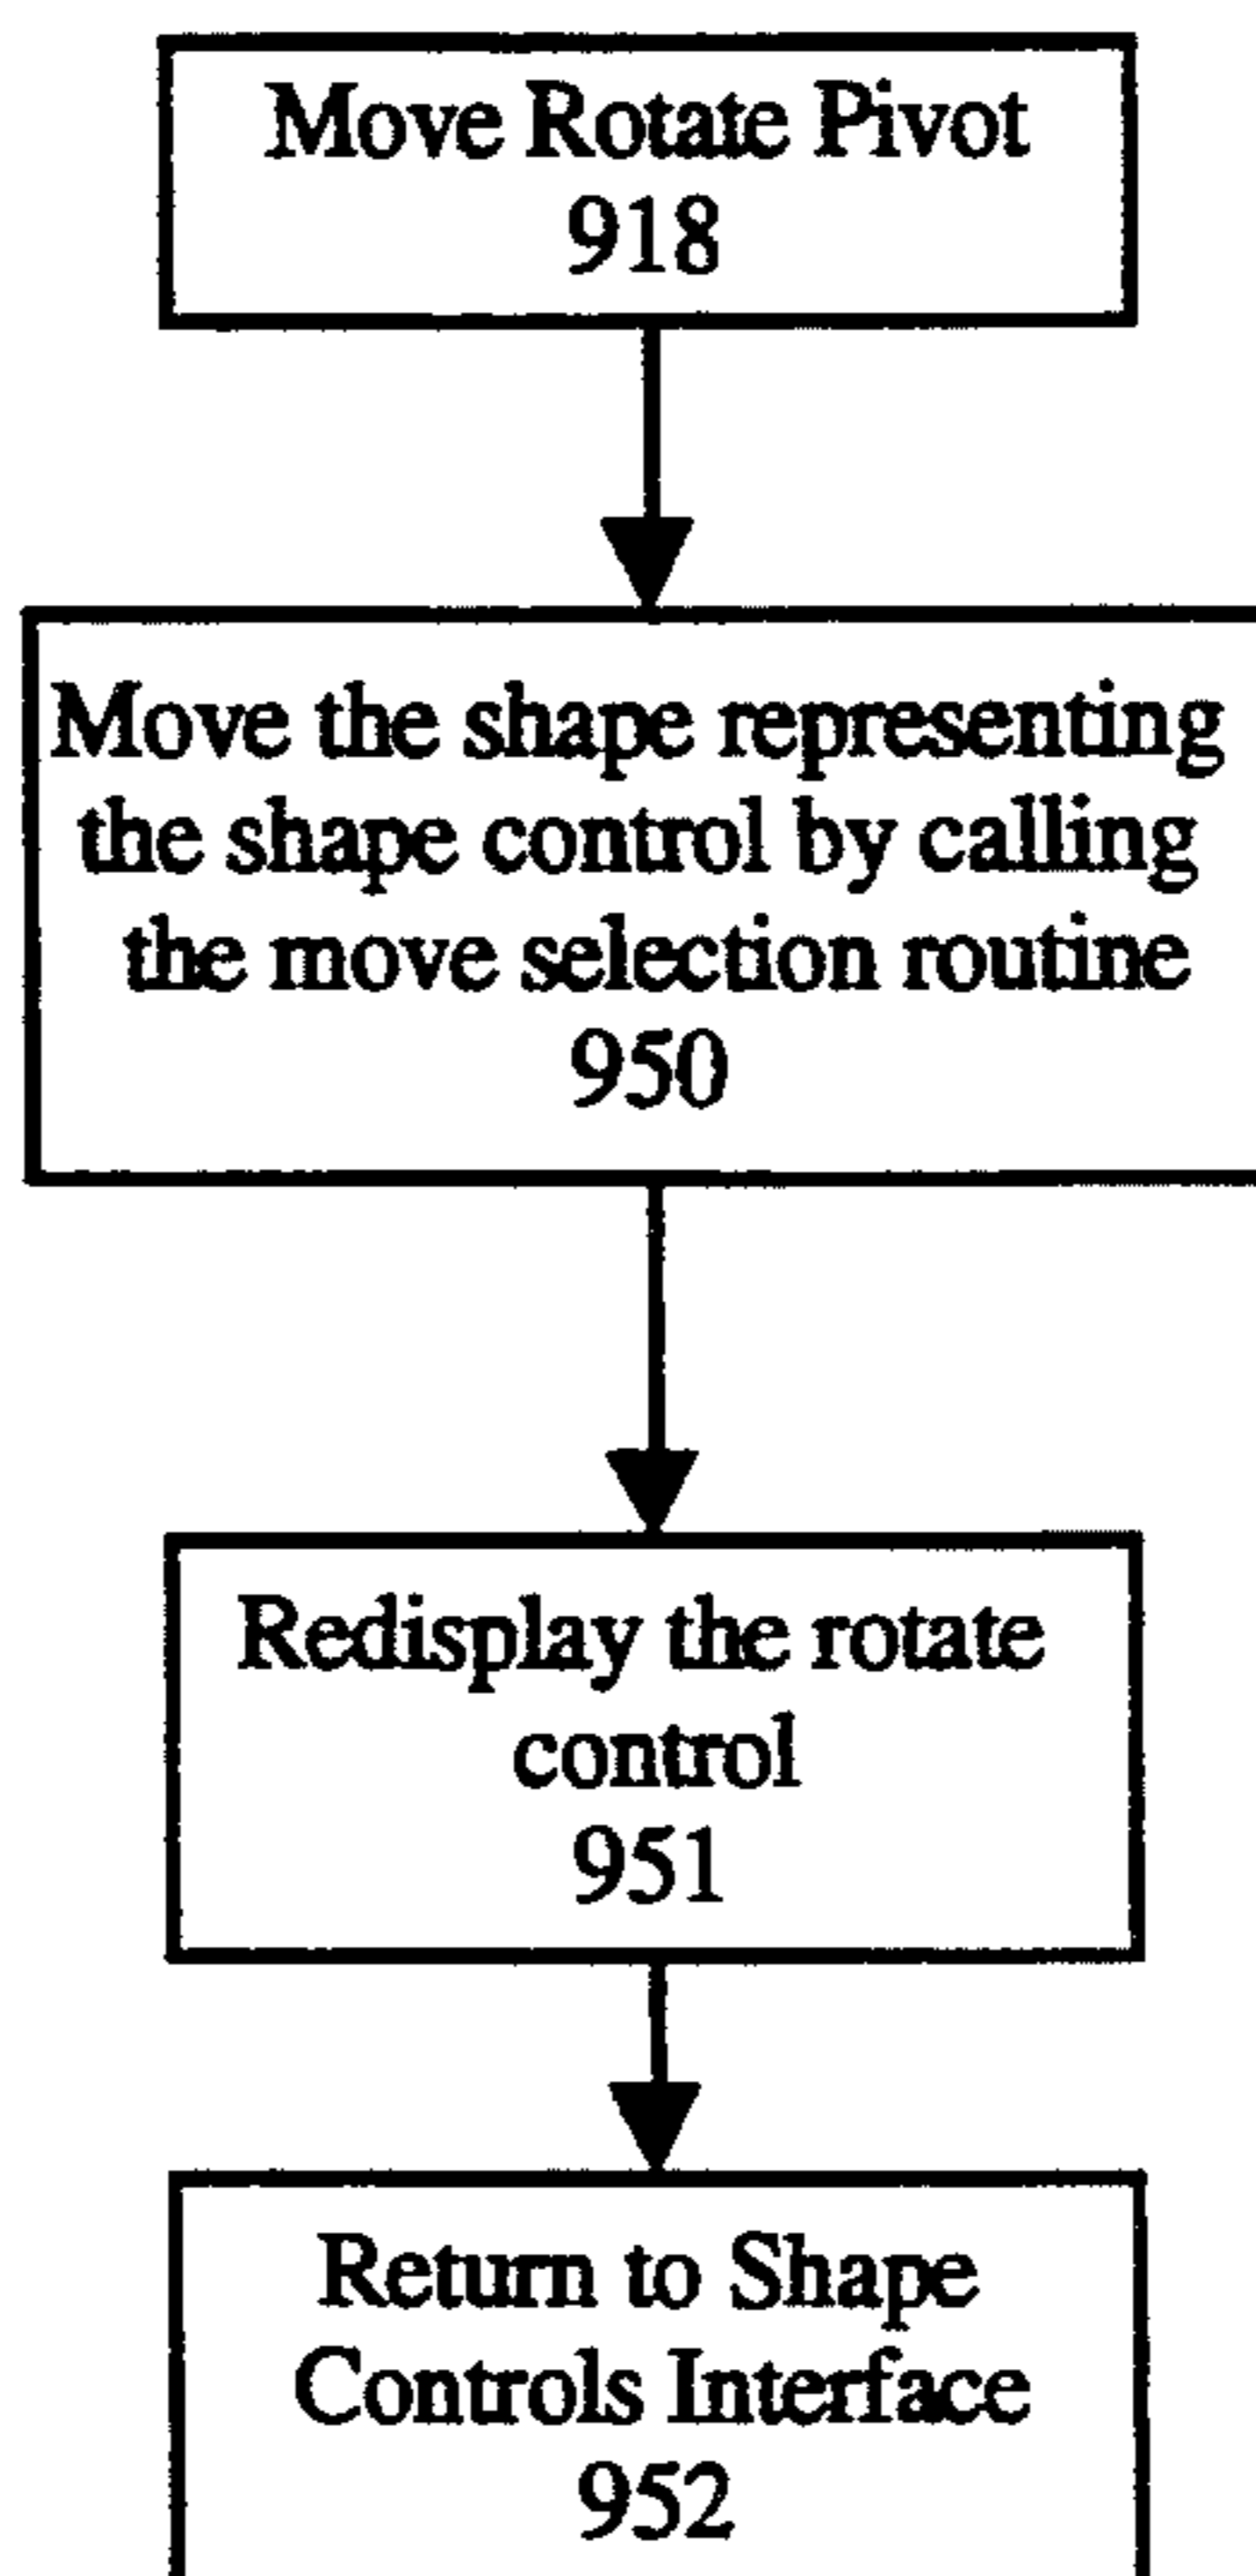 Move Rotate Pivot
918
Move the shape representing
the shape control by calling
the move selection routine
950
Redisplay the rotate
control
951
Return to Shape
Controls Interface
952